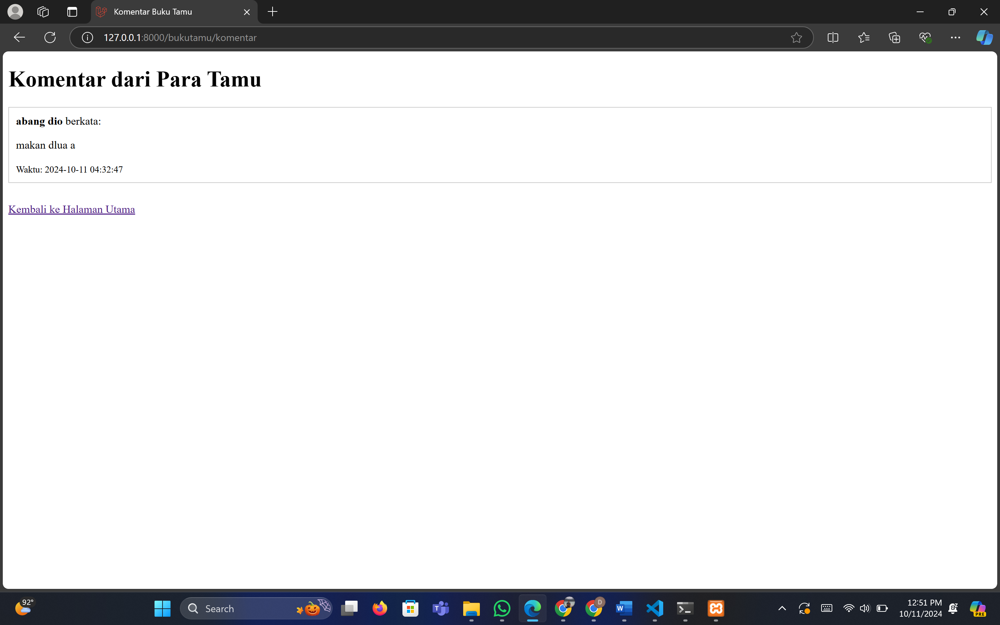 Komentar Buku Tamu
127.0.0.1:8000/bukutamu/komentar
Komentar dari Para Tamu
abang dio berkata:
makan dlua a
Waktu: 2024-10-11 04:32:47
Kembali ke Halaman Utama
92°
Search
T
D
W
12:51 PM
10/11/2024
PRE